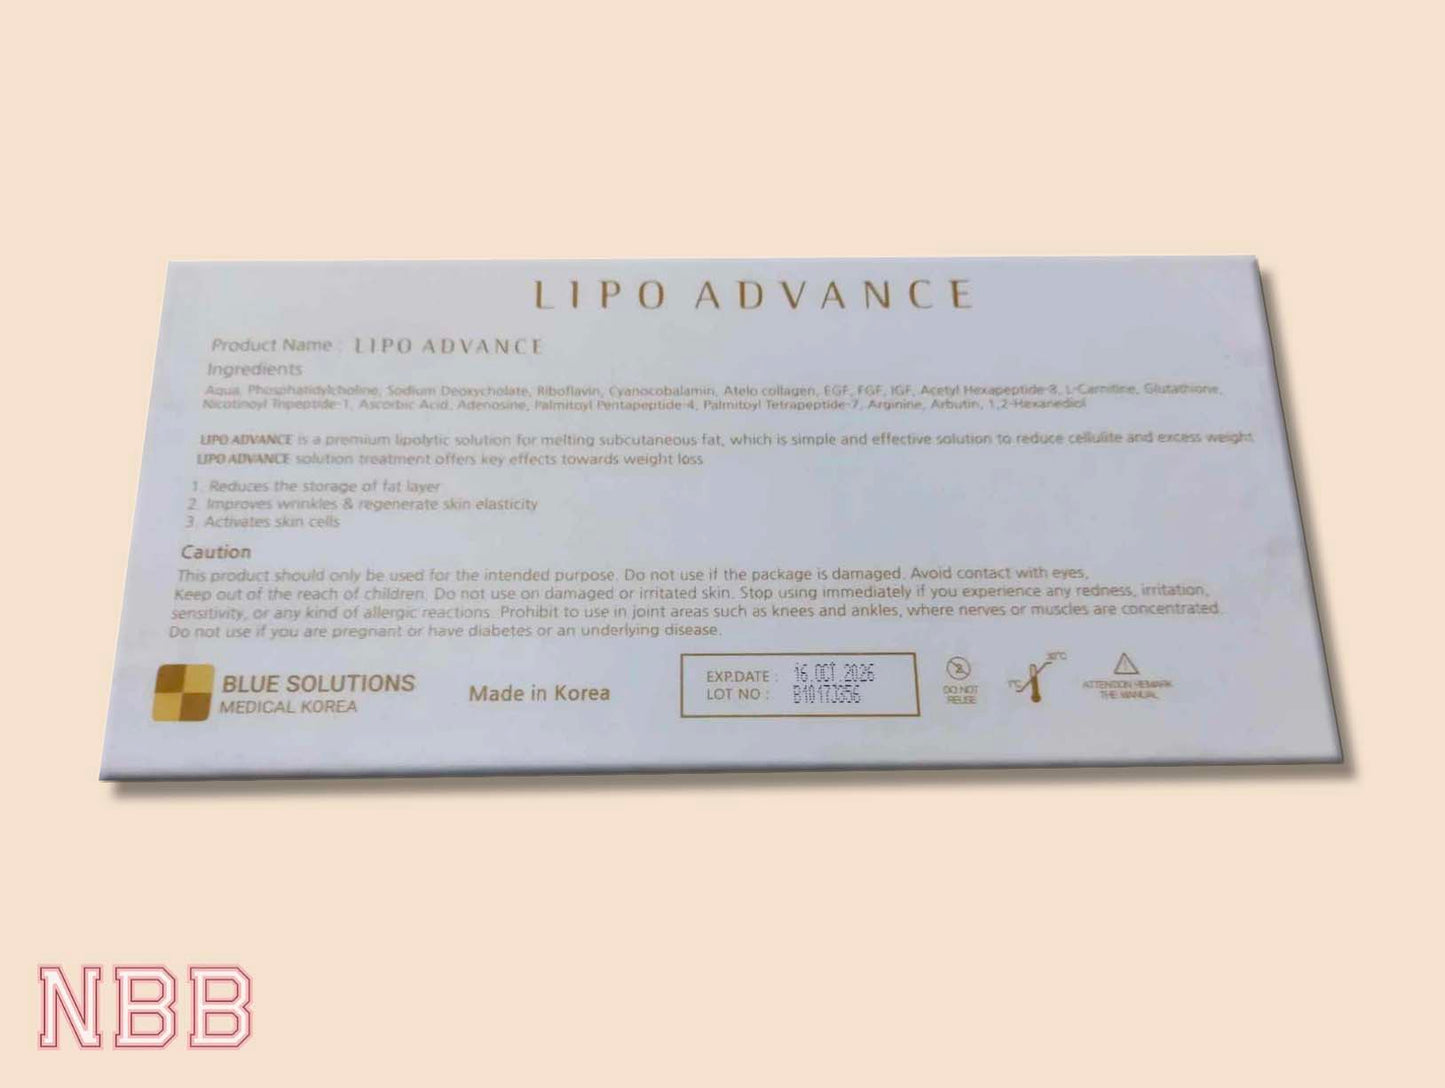 LIPO ADVANCE
Product Name : LIPO ADVANCE
Ingredients
Aqua, Phosphatidylcholine, Sodium Deoxycholate, Riboflavin, Cyanocobalamin, Atelo collagen, EGF, FGF, IGF, Acetyl Hexapeptide-8, L-Carnitine, Glutathione,
Nicotinoyl Tripeptide-1, Ascorbic Acid, Adenosine, Palmitoyl Pentapeptide-4, Palmitoyl Tetrapeptide-7, Arginine, Arbutin, 1,2-Hexanediol
LIPO ADVANCE is a premium lipolytic solution for melting subcutaneous fat, which is simple and effective solution to reduce cellulite and excess weight
LIPO ADVANCE solution treatment offers key effects towards weight loss
1. Reduces the storage of fat layer
2. Improves wrinkles & regenerate skin elasticity
3. Activates skin cells
Caution
This product should only be used for the intended purpose. Do not use if the package is damaged. Avoid contact with eyes,
Keep out of the reach of children. Do not use on damaged or irritated skin. Stop using immediately if you experience any redness, irritation,
sensitivity, or any kind of allergic reactions. Prohibit to use in joint areas such as knees and ankles, where nerves or muscles are concentrated.
Do not use if you are pregnant or have diabetes or an underlying disease.
BLUE SOLUTIONS
MEDICAL KOREA
Made in Korea
EXP.DATE : 16.OCT.2026
LOT NO :
DO NOT
REUSE
30°C
1°C
ATTENTION REMARK
THE MANUAL
NBB